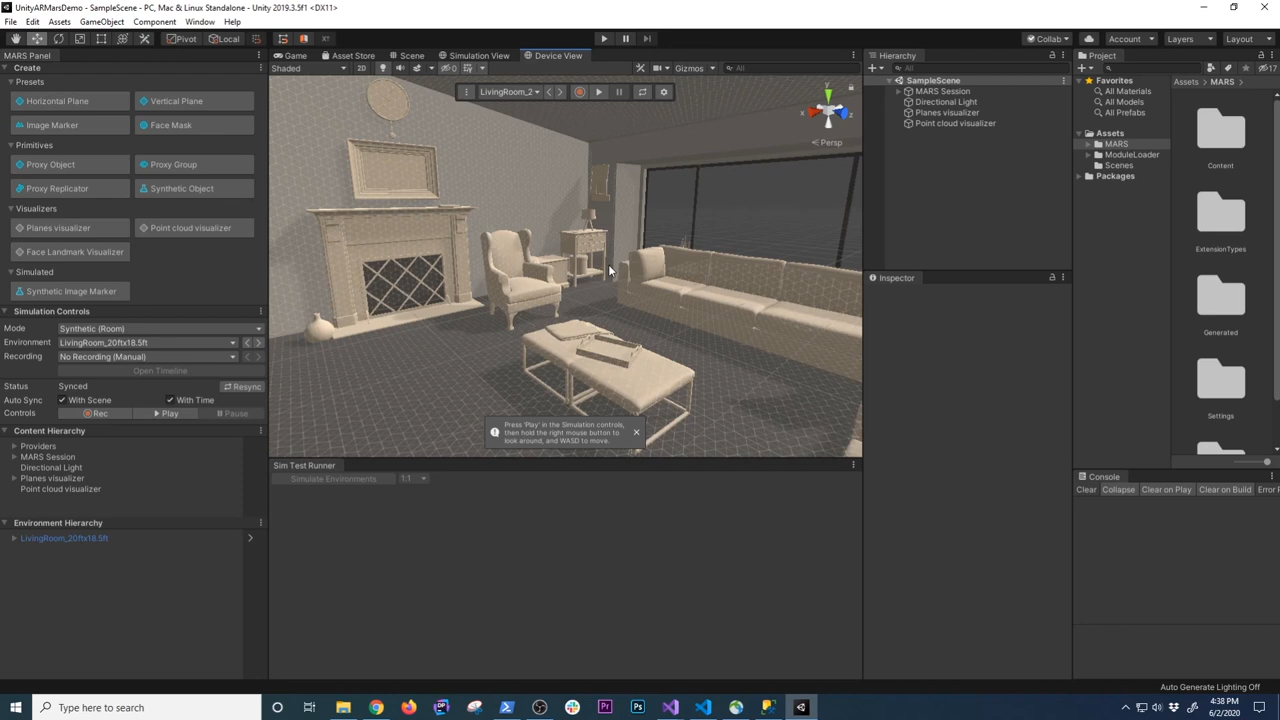 UnityARMarsDemo - SampleScene - PC, Mac & Linux Standalone - Unity 2019.3.5f1 <DX11>
File Edit Assets GameObject Component Window Help
Pivot Local Collab Account Layers Layout
MARS Panel
Create
Presets
Horizontal Plane Vertical Plane
Image Marker Face Mask
Primitives
Proxy Object Proxy Group
Proxy Replicator Synthetic Object
Visualizers
Planes visualizer Point cloud visualizer
Face Landmark Visualizer
Simulated
Synthetic Image Marker
Simulation Controls
Mode Synthetic (Room)
Environment LivingRoom_20ftx18.5ft
Recording No Recording (Manual)
Open Timeline
Status Synced Resync
Auto Sync With Scene With Time
Controls Rec Play Pause
Content Hierarchy
Providers
MARS Session
Directional Light
Planes visualizer
Point cloud visualizer
Environment Hierarchy
LivingRoom_20ftx18.5ft
Game Asset Store Scene Simulation View Device View
Shaded 2D 0 Gizmos All
LivingRoom_2
y
x z
Persp
Press 'Play' in the Simulation controls,
then hold the right mouse button to
look around, and WASD to move.
Sim Test Runner
Simulate Environments 1:1
Hierarchy
All
SampleScene
MARS Session
Directional Light
Planes visualizer
Point cloud visualizer
Inspector
Project
17
Favorites
All Materials
All Models
All Prefabs
Assets
MARS
ModuleLoader
Scenes
Packages
Assets > MARS >
Content
ExtensionTypes
Generated
Settings
Console
Clear Collapse Clear on Play Clear on Build Error P
Auto Generate Lighting Off
Type here to search
4:38 PM
6/2/2020